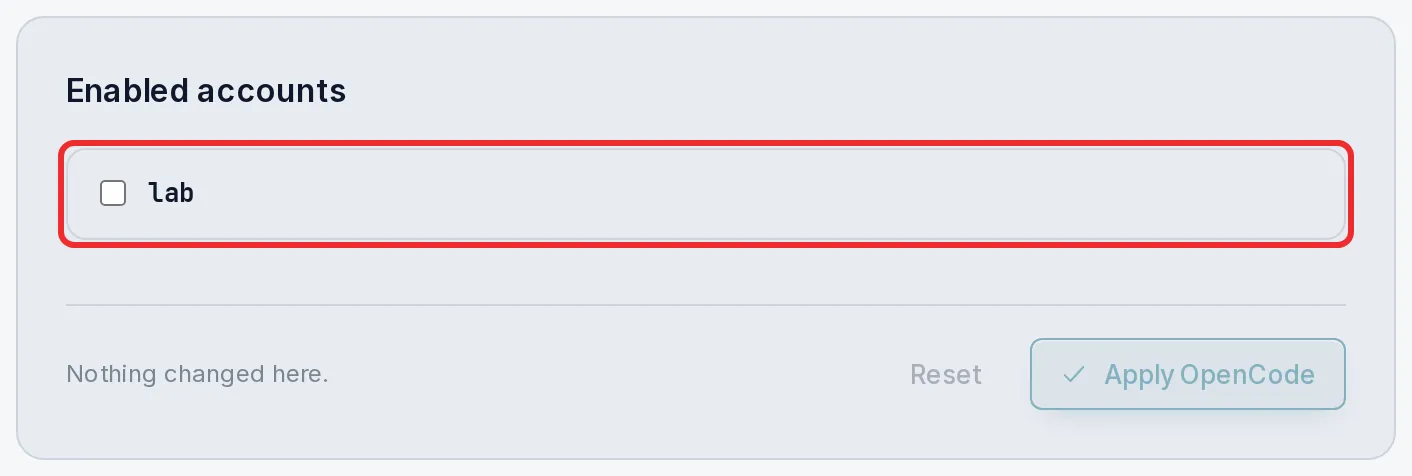 Enabled accounts
lab
Nothing changed here.
Reset
Apply OpenCode